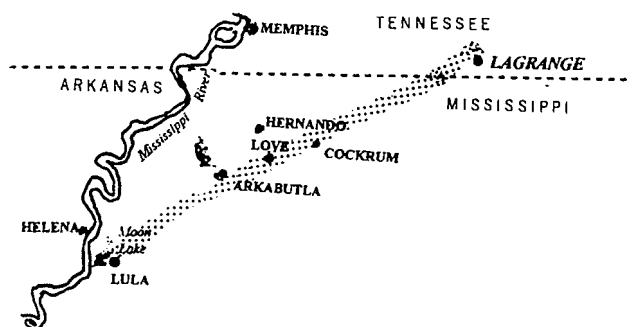 TENNESSEE
MEMPHIS
LAGRANGE
ARKANSAS
River
MISSISSIPPI
Mississippi
HERNANDO
LOVE
COCKRUM
ARKABUTLA
HELENA
Moon
Lake
LULA